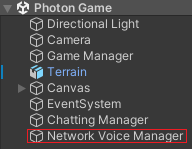 Photon Game
Directional Light
Camera
Game Manager
Terrain
Canvas
EventSystem
Chatting Manager
Network Voice Manager